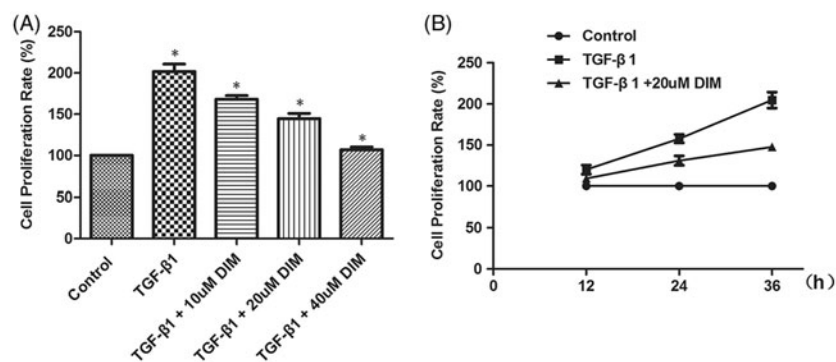 (A)
Cell Proliferation Rate (%)
250
200
150
100
50
0
*
*
*
*
Control
TGF-β1
TGF-β1 + 10uM DIM
TGF-β1 + 20uM DIM
TGF-β1 + 40uM DIM
(B)
Control
TGF-β 1
TGF-β 1 +20uM DIM
Cell Proliferation Rate (%)
250
200
150
100
50
0
0
12
24
36
(h)